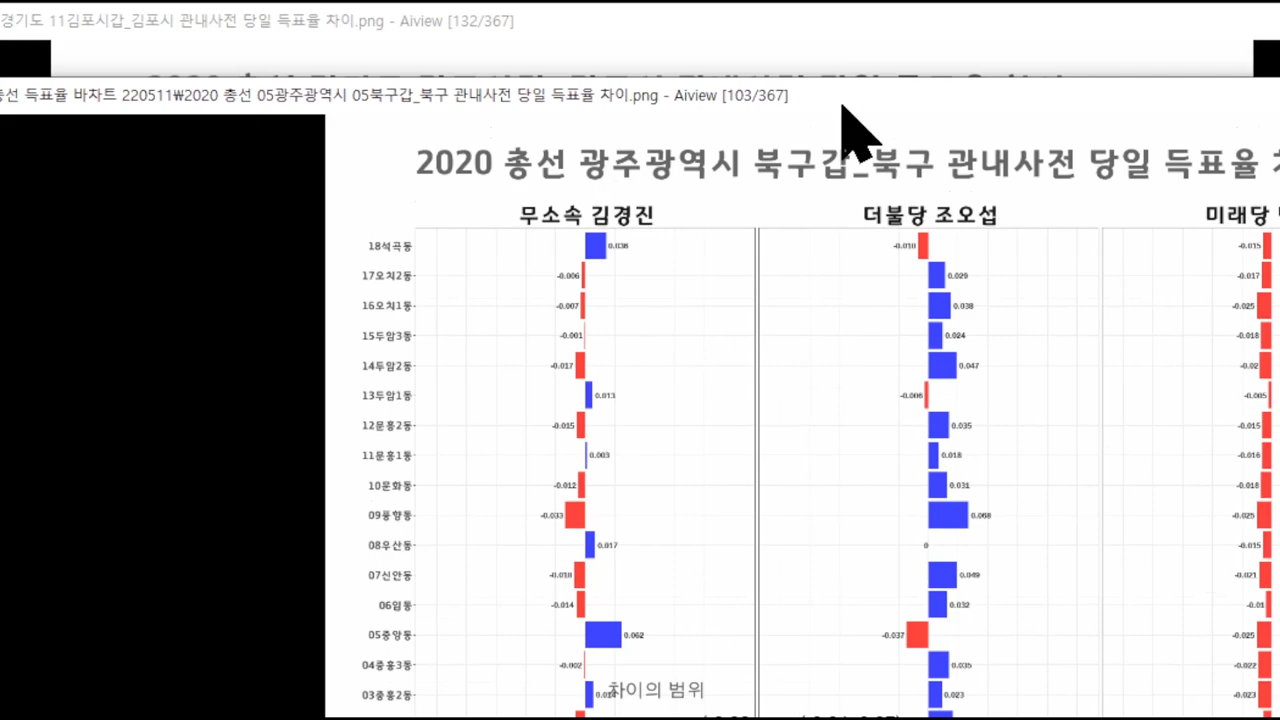 경기도 11김포시갑_김포시 관내사전 당일 득표율 차이.png - Aiview [132/367]
선 득표율 바차트 220511₩2020 총선 05광주광역시 05북구갑_북구 관내사전 당일 득표율 차이.png - Aiview [103/367]
2020 총선 광주광역시 북구갑_북구 관내사전 당일 득표율
무소속 김경진 더불당 조오섭 미래당
18석곡동 0.036 -0.010 -0.015
17오치2동 -0.006 0.029 -0.017
16오치1동 -0.007 0.038 -0.025
15두암3동 -0.001 0.024 -0.018
14두암2동 -0.017 0.047 -0.02
13두암1동 0.013 -0.006 -0.005
12문흥2동 -0.015 0.035 -0.015
11문흥1동 0.003 0.018 -0.016
10문화동 -0.012 0.031 -0.018
09풍향동 -0.033 0.068 -0.025
08우산동 0.017 0 -0.015
07신안동 -0.018 0.049 -0.021
06임동 -0.014 0.032 -0.01
05중앙동 0.062 -0.037 -0.025
04중흥3동 -0.002 0.035 -0.022
03중흥2동 0.023 -0.023
차이의 범위